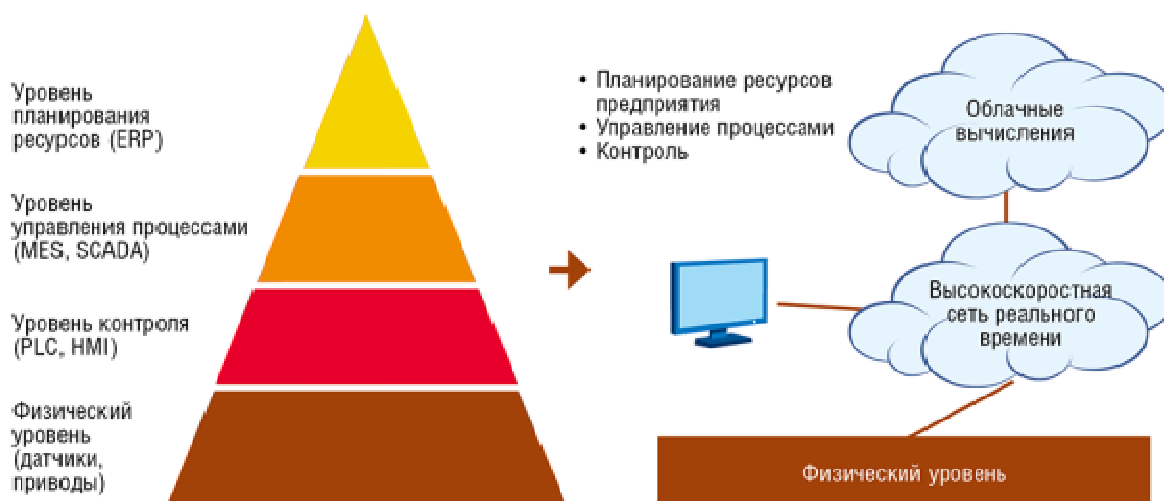 Уровень
планирования
ресурсов (ERP)
Уровень
управления процессами
(MES, SCADA)
Уровень контроля
(PLC, HMI)
Физический
уровень
(датчики,
приводы)
• Планирование ресурсов
предприятия
• Управление процессами
• Контроль
Облачные
вычисления
Высокоскоростная
сеть реального
времени
Физический уровень